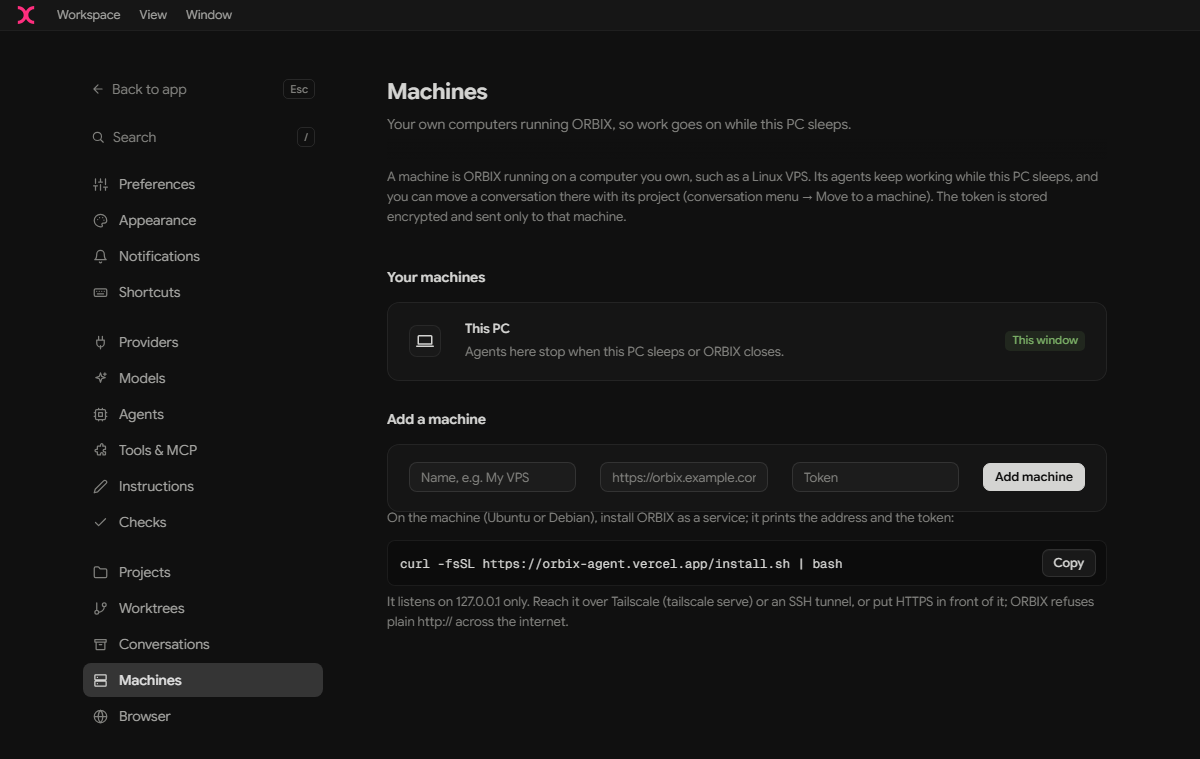 Workspace View Window
Back to app Esc
Search /
Preferences
Appearance
Notifications
Shortcuts
Providers
Models
Agents
Tools & MCP
Instructions
Checks
Projects
Worktrees
Conversations
Machines
Browser
Machines
Your own computers running ORBIX, so work goes on while this PC sleeps.
A machine is ORBIX running on a computer you own, such as a Linux VPS. Its agents keep working while this PC sleeps, and
you can move a conversation there with its project (conversation menu → Move to a machine). The token is stored
encrypted and sent only to that machine.
Your machines
This PC
Agents here stop when this PC sleeps or ORBIX closes.
This window
Add a machine
Name, e.g. My VPS https://orbix.example.cor Token Add machine
On the machine (Ubuntu or Debian), install ORBIX as a service; it prints the address and the token:
curl -fsSL https://orbix-agent.vercel.app/install.sh | bash Copy
It listens on 127.0.0.1 only. Reach it over Tailscale (tailscale serve) or an SSH tunnel, or put HTTPS in front of it; ORBIX refuses
plain http:// across the internet.